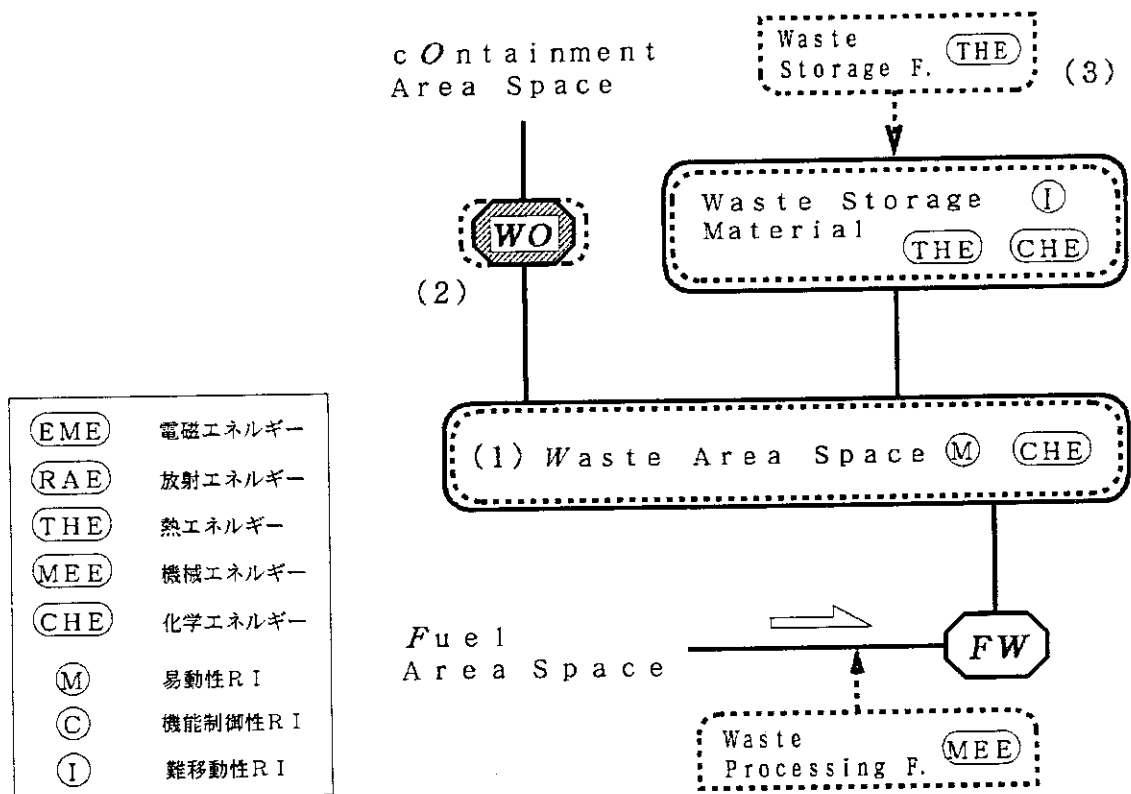 cOntainment
Area Space
Waste
Storage F. THE
(3)
WO
(2)
Waste Storage I
Material
THE CHE
(1) Waste Area Space M CHE
Fuel
Area Space
FW
Waste
Processing F. MEE
EME 電磁エネルギー
RAE 放射エネルギー
THE 熱エネルギー
MEE 機械エネルギー
CHE 化学エネルギー
M 易動性RI
C 機能制御性RI
I 難移動性RI